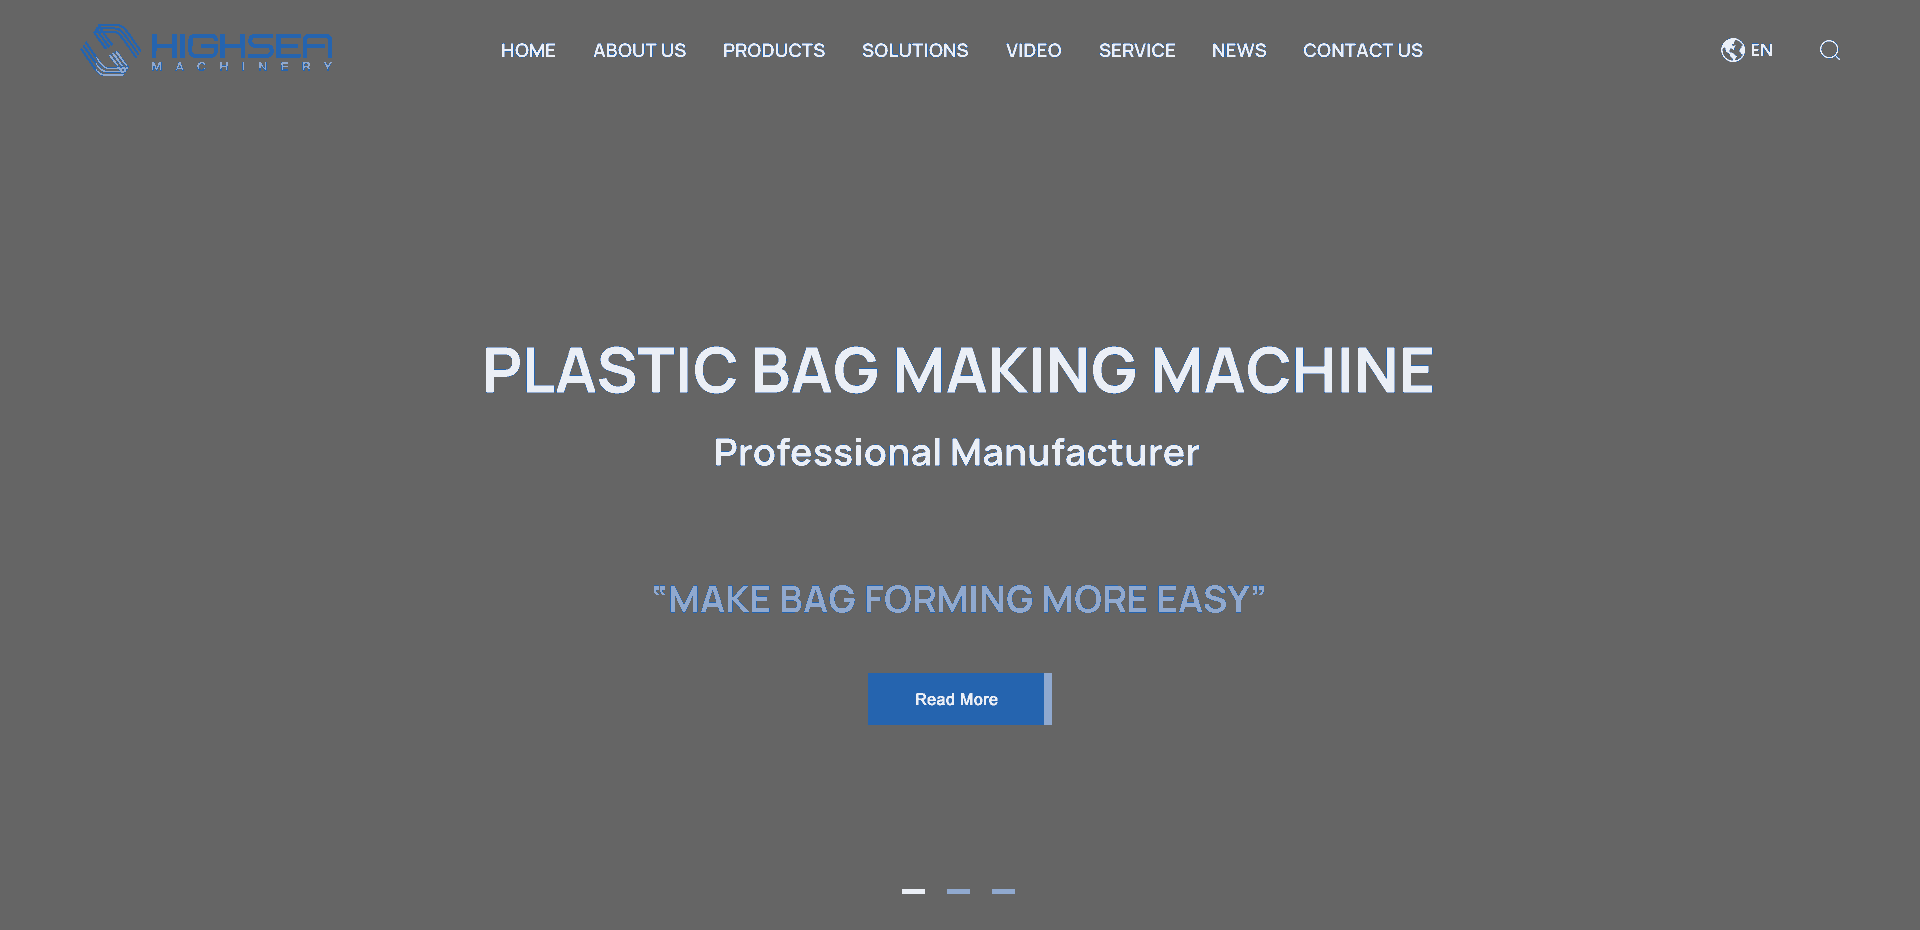 HIGHSEA
MACHINERY
HOME
ABOUT US
PRODUCTS
SOLUTIONS
VIDEO
SERVICE
NEWS
CONTACT US
EN
PLASTIC BAG MAKING MACHINE
Professional Manufacturer
“MAKE BAG FORMING MORE EASY”
Read More